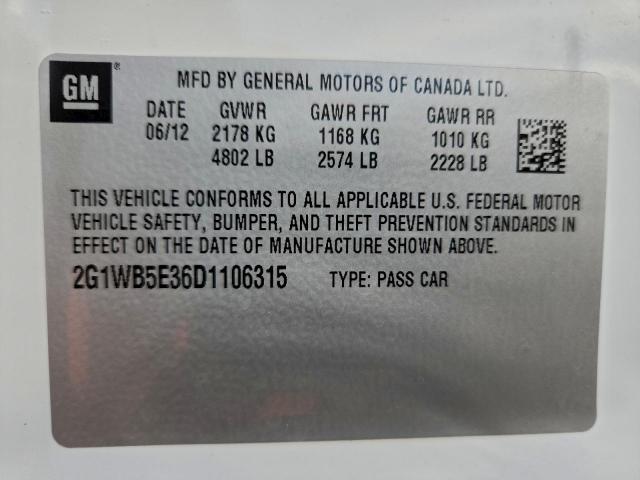 GM
MFD BY GENERAL MOTORS OF CANADA LTD.
DATE GVWR GAWR FRT GAWR RR
06/12 2178 KG 1168 KG 1010 KG
4802 LB 2574 LB 2228 LB
THIS VEHICLE CONFORMS TO ALL APPLICABLE U.S. FEDERAL MOTOR
VEHICLE SAFETY, BUMPER, AND THEFT PREVENTION STANDARDS IN
EFFECT ON THE DATE OF MANUFACTURE SHOWN ABOVE.
2G1WB5E36D1106315 TYPE: PASS CAR